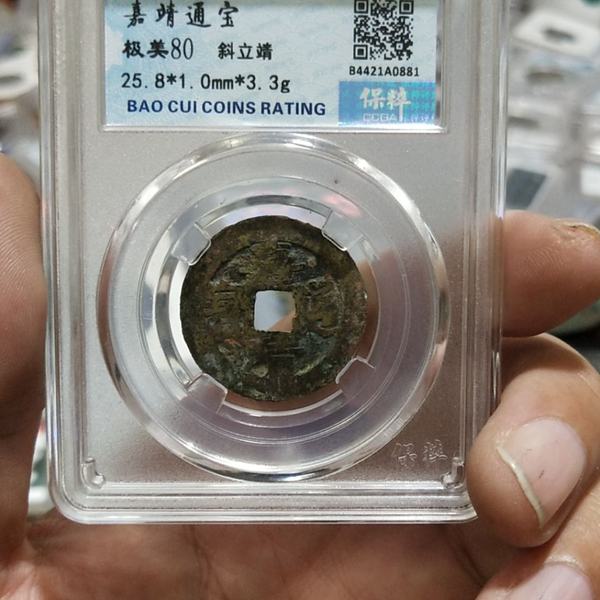 嘉靖通宝
极美80 斜立靖
25.8*1.0mm*3.3g
BAO CUI COINS RATING
B4421A0881
保粹
CCGA
保粹